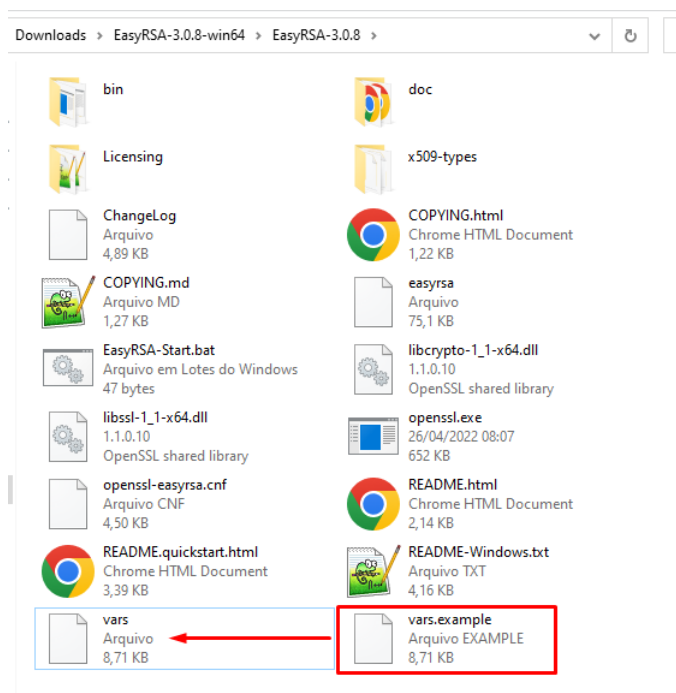 Downloads > EasyRSA-3.0.8-win64 > EasyRSA-3.0.8 >
bin
doc
Licensing
x509-types
ChangeLog
Arquivo
4,89 KB
COPYING.html
Chrome HTML Document
1,22 KB
COPYING.md
Arquivo MD
1,27 KB
easyrsa
Arquivo
75,1 KB
EasyRSA-Start.bat
Arquivo em Lotes do Windows
47 bytes
libcrypto-1_1-x64.dll
1.1.0.10
OpenSSL shared library
libssl-1_1-x64.dll
1.1.0.10
OpenSSL shared library
openssl.exe
26/04/2022 08:07
652 KB
openssl-easyrsa.cnf
Arquivo CNF
4,50 KB
README.html
Chrome HTML Document
2,14 KB
README.quickstart.html
Chrome HTML Document
3,39 KB
README-Windows.txt
Arquivo TXT
4,16 KB
vars
Arquivo
8,71 KB
vars.example
Arquivo EXAMPLE
8,71 KB